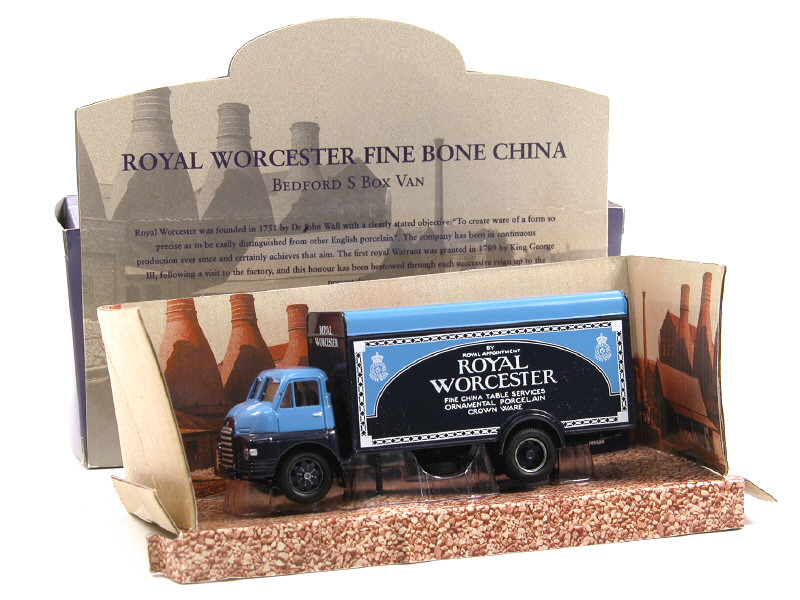 ROYAL WORCESTER FINE BONE CHINA
BEDFORD S BOX VAN
Royal Worcester was founded in 1751 by Dr John Wall with a clearly stated objective: "To create ware of a form so
precise as to be easily distinguished from other English porcelain". The company has been in continuous
production ever since and certainly achieves that aim. The first royal Warrant was granted in 1789 by King George
III, following a visit to the factory, and this honour has been bestowed through each successive reign up to the
ROYAL
WORCESTER
BY
ROYAL APPOINTMENT
ROYAL
WORCESTER
FINE CHINA TABLE SERVICES
ORNAMENTAL PORCELAIN
CROWN WARE